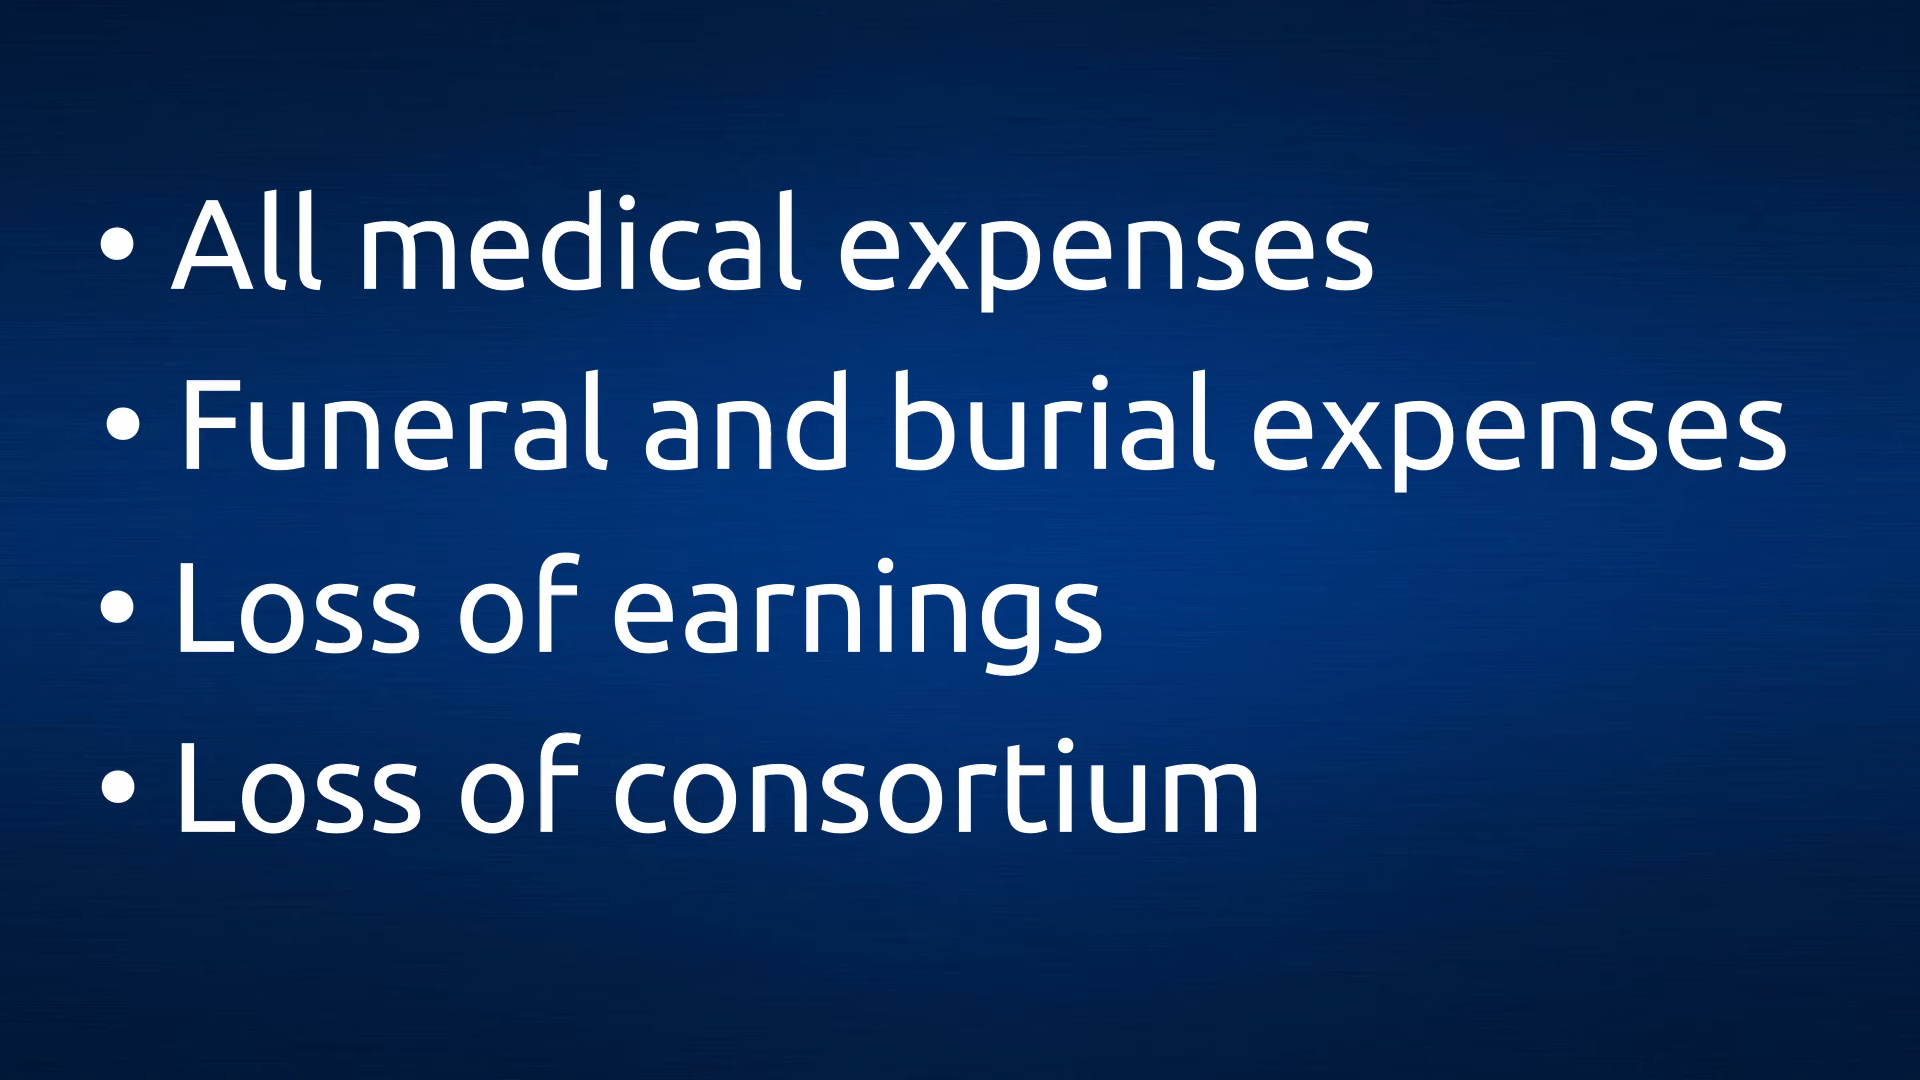 • All medical expenses
• Funeral and burial expenses
• Loss of earnings
• Loss of consortium